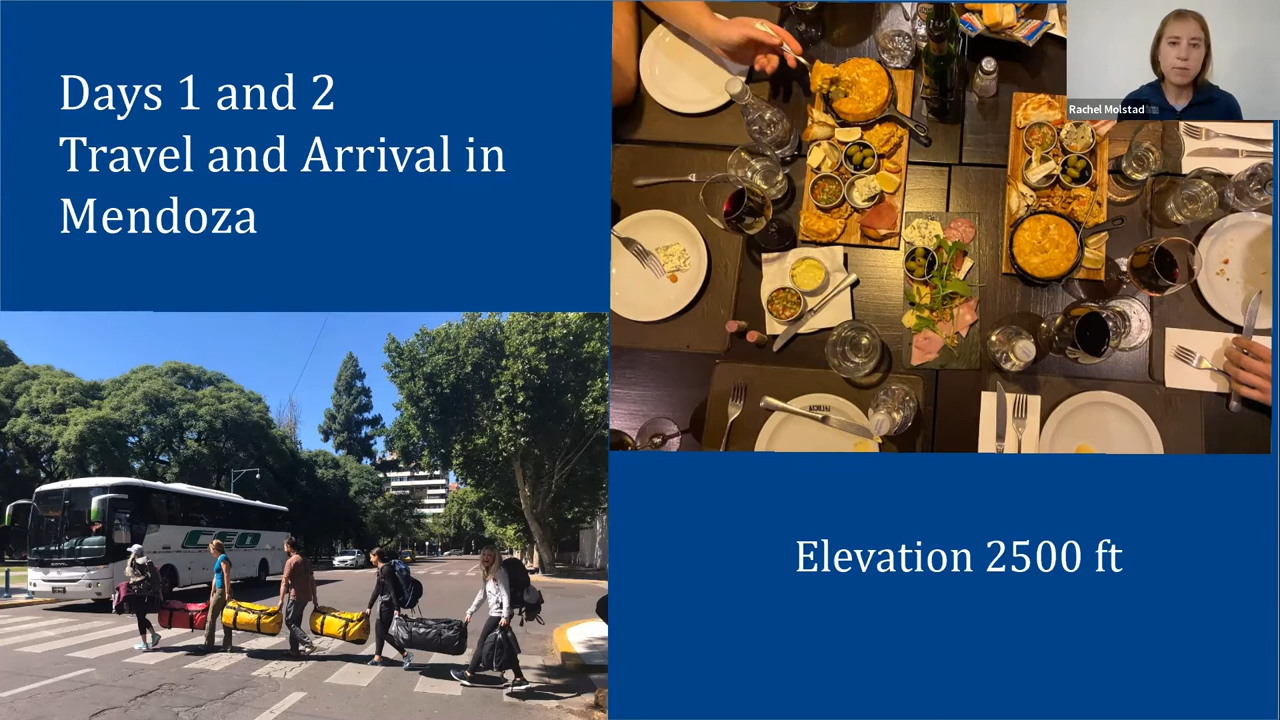 Days 1 and 2
Travel and Arrival in
Mendoza
Rachel Molstad
CEO
Elevation 2500 ft